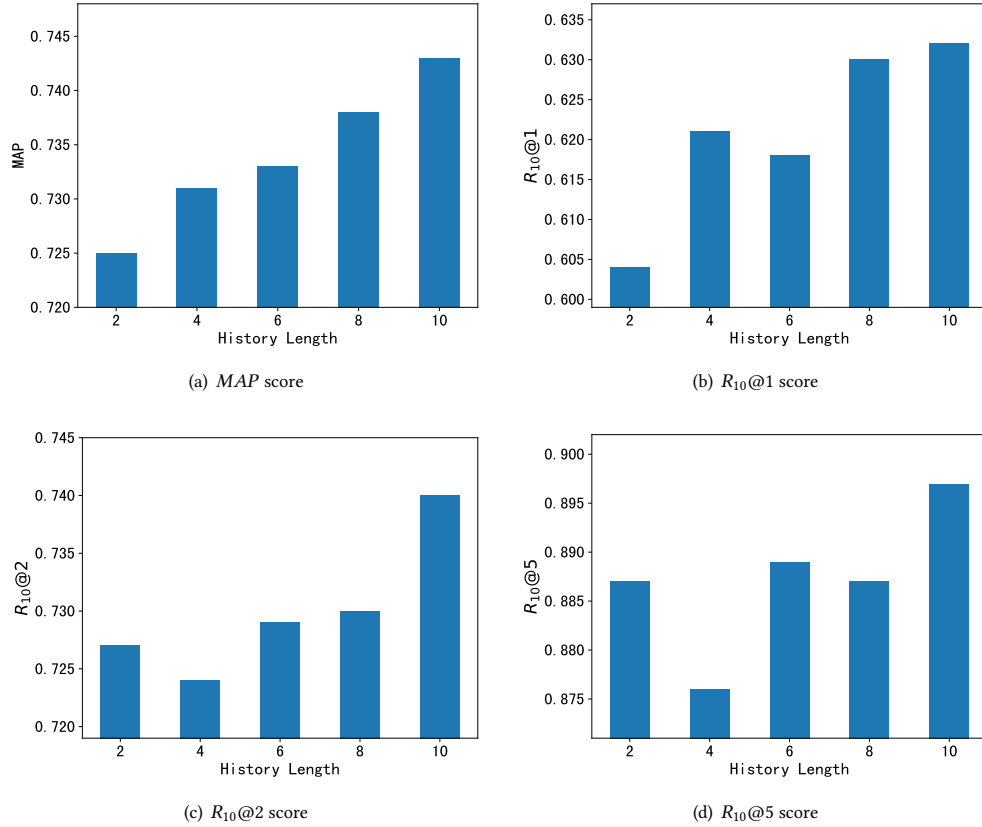 0.745
0.740
0.735
0.730
0.725
0.720
MAP
2 4 6 8 10
History Length
(a) MAP score
0.635
0.630
0.625
0.620
0.615
0.610
0.605
0.600
R10@1
2 4 6 8 10
History Length
(b) R10@1 score
0.745
0.740
0.735
0.730
0.725
0.720
R10@2
2 4 6 8 10
History Length
(c) R10@2 score
0.900
0.895
0.890
0.885
0.880
0.875
R10@5
2 4 6 8 10
History Length
(d) R10@5 score